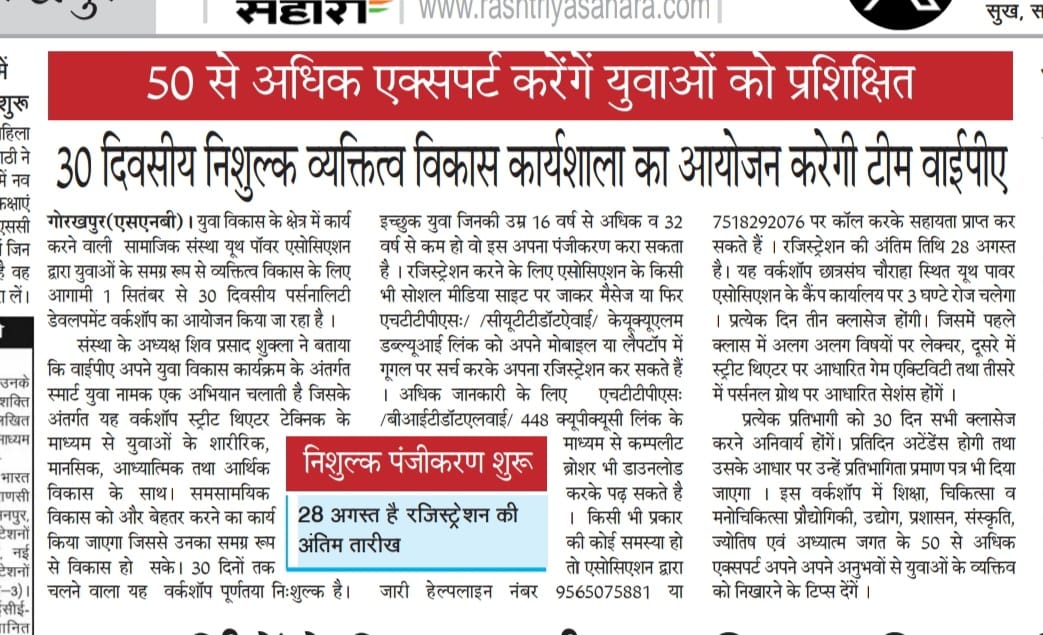 सहारा
www.rashtriyasahara.com
सुख, स
में
शुरू
हिला
ाठी ने
में नव
कक्षाएं
एससी
जिन
है वह
ा लें।
50 से अधिक एक्सपर्ट करेंगें युवाओं को प्रशिक्षित
30 दिवसीय निशुल्क व्यक्तित्व विकास कार्यशाला का आयोजन करेगी टीम वाईपीए
गोरखपुर(एसएनबी)। युवा विकास के क्षेत्र में कार्य
करने वाली सामाजिक संस्था यूथ पॉवर एसोसिएशन
द्वारा युवाओं के समग्र रूप से व्यक्तित्व विकास के लिए
आगामी 1 सितंबर से 30 दिवसीय पर्सनालिटी
डेवलपमेंट वर्कशॉप का आयोजन किया जा रहा है ।
संस्था के अध्यक्ष शिव प्रसाद शुक्ला ने बताया
कि वाईपीए अपने युवा विकास कार्यक्रम के अंतर्गत
स्मार्ट युवा नामक एक अभियान चलाती है जिसके
अंतर्गत यह वर्कशॉप स्ट्रीट थिएटर टेक्निक के
माध्यम से युवाओं के शारीरिक,
मानसिक, आध्यात्मिक तथा आर्थिक
विकास के साथ। समसामयिक
विकास को और बेहतर करने का कार्य
किया जाएगा जिससे उनका समग्र रूप
से विकास हो सके। 30 दिनों तक
चलने वाला यह वर्कशॉप पूर्णतया निःशुल्क है।
निशुल्क पंजीकरण शुरू
28 अगस्त है रजिस्ट्रेशन की
अंतिम तारीख
इच्छुक युवा जिनकी उम्र 16 वर्ष से अधिक व 32
वर्ष से कम हो वो इस अपना पंजीकरण करा सकता
है । रजिस्ट्रेशन करने के लिए एसोसिएशन के किसी
भी सोशल मीडिया साइट पर जाकर मैसेज या फिर
एचटीटीपीएसः/ /सीयूटीटीडॉटऐवाई/ केयूक्यूएलम
डब्ल्यूआई लिंक को अपने मोबाइल या लैपटॉप में
गूगल पर सर्च करके अपना रजिस्ट्रेशन कर सकते हैं
। अधिक जानकारी के लिए एचटीटीपीएसः
/बीआईटीडॉटएलवाई/ 448 क्यूपीक्यूसी लिंक के
माध्यम से कम्पलीट
ब्रोशर भी डाउनलोड
करके पढ़ सकते है
। किसी भी प्रकार
की कोई समस्या हो
तो एसोसिएशन द्वारा
जारी हेल्पलाइन नंबर 9565075881 या
7518292076 पर कॉल करके सहायता प्राप्त कर
सकते हैं । रजिस्ट्रेशन की अंतिम तिथि 28 अगस्त
है। यह वर्कशॉप छात्रसंघ चौराहा स्थित यूथ पावर
एसोसिएशन के कैंप कार्यालय पर 3 घण्टे रोज चलेगा
। प्रत्येक दिन तीन क्लासेज होंगी। जिसमें पहले
क्लास में अलग अलग विषयों पर लेक्चर, दूसरे में
स्ट्रीट थिएटर पर आधारित गेम एक्टिविटी तथा तीसरे
में पर्सनल ग्रोथ पर आधारित सेशंस होंगें ।
प्रत्येक प्रतिभागी को 30 दिन सभी क्लासेज
करने अनिवार्य होंगें। प्रतिदिन अटेंडेंस होगी तथा
उसके आधार पर उन्हें प्रतिभागिता प्रमाण पत्र भी दिया
जाएगा । इस वर्कशॉप में शिक्षा, चिकित्सा व
मनोचिकित्सा प्रौद्योगिकी, उद्योग, प्रशासन, संस्कृति,
ज्योतिष एवं अध्यात्म जगत के 50 से अधिक
एक्सपर्ट अपने अपने अनुभवों से युवाओं के व्यक्तिव
को निखारने के टिप्स देंगें ।